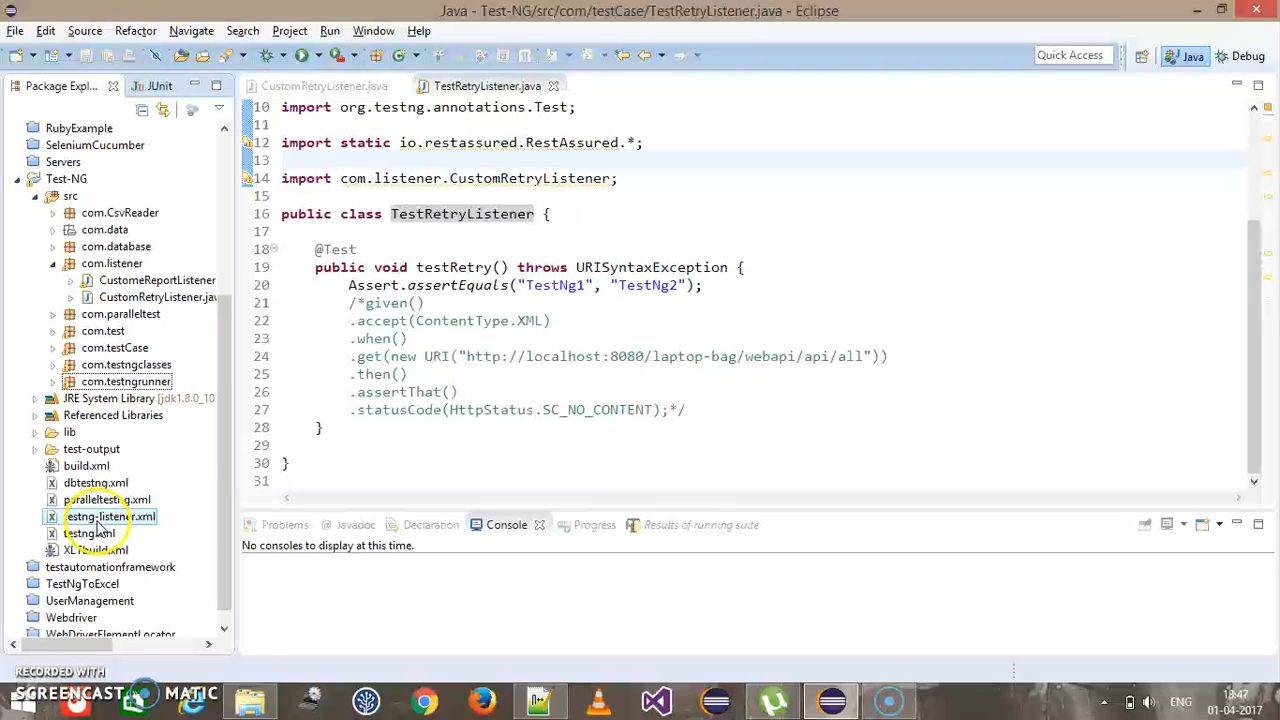 Java - Test-NG/src/com/testCase/TestRetryListener.java - Eclipse
File Edit Source Refactor Navigate Search Project Run Window Help
Quick Access Java Debug
Package Expl... JUnit
CustomRetryListener.java TestRetryListener.java
RubyExample
SeleniumCucumber
Servers
Test-NG
src
com.CsvReader
com.data
com.database
com.listener
CustomeReportListener
CustomRetryListener.jav
com.paralleltest
com.test
com.testCase
com.testngclasses
com.testngrunner
JRE System Library [jdk1.8.0_10
Referenced Libraries
lib
test-output
build.xml
dbtestng.xml
paralleltestng.xml
testng-listener.xml
testng.xml
XLTbuild.xml
testautomationframework
TestNgToExcel
UserManagement
Webdriver
WebDriverElementLocator
10 import org.testng.annotations.Test;
11
12 import static io.restassured.RestAssured.*;
13
14 import com.listener.CustomRetryListener;
15
16 public class TestRetryListener {
17
18 @Test
19 public void testRetry() throws URISyntaxException {
20 Assert.assertEquals("TestNg1", "TestNg2");
21 /*given()
22 .accept(ContentType.XML)
23 .when()
24 .get(new URI("http://localhost:8080/laptop-bag/webapi/api/all"))
25 .then()
26 .assertThat()
27 .statusCode(HttpStatus.SC_NO_CONTENT);*/
28 }
29
30 }
31
Problems Javadoc Declaration Console Progress Results of running suite
No consoles to display at this time.
RECORDED WITH
SCREENCAST MATIC
ENG
18:47
01-04-2017